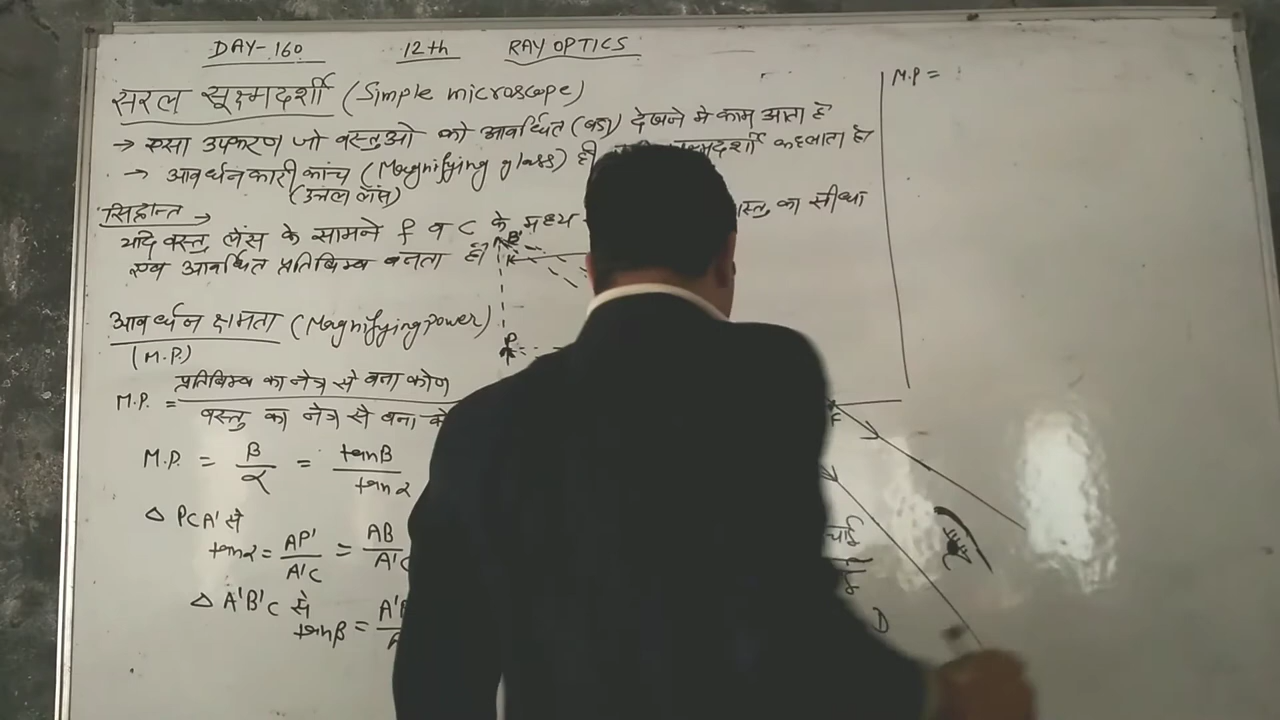 DAY-160 12th RAY OPTICS
सरल सूक्ष्मदर्शी (Simple microscope)
→ ऐसा उपकरण जो वस्तुओ को आवर्धित (बडा) देखने मे काम आता है
→ आवर्धनकारी कांच (Magnifying glass) ही कहलाता है
(उत्तल लेंस)
सिद्धान्त →
यदि वस्तु लेंस के सामने f व C के मध्य का सीधा
एवं आवर्धित प्रतिबिम्ब बनता है
आवर्धन क्षमता (Magnifying power)
(M.P.)
M.P. = प्रतिबिम्ब का नेत्र से बना कोण
वस्तु का नेत्र से बना
M.P. = β/α = tanβ/tanα
Δ PCA' से
tanα = AP'/A'C = AB/A'C
Δ A'B'C से
tanβ =
B'
P
F
D
M.P =